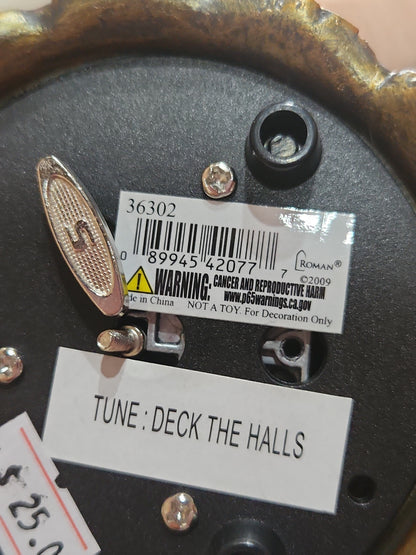 36302
0 89945 42077 7
ROMAN®
©2009
WARNING: CANCER AND REPRODUCTIVE HARM
www.p65warnings.ca.gov
de in China NOT A TOY. For Decoration Only
TUNE : DECK THE HALLS
25.0